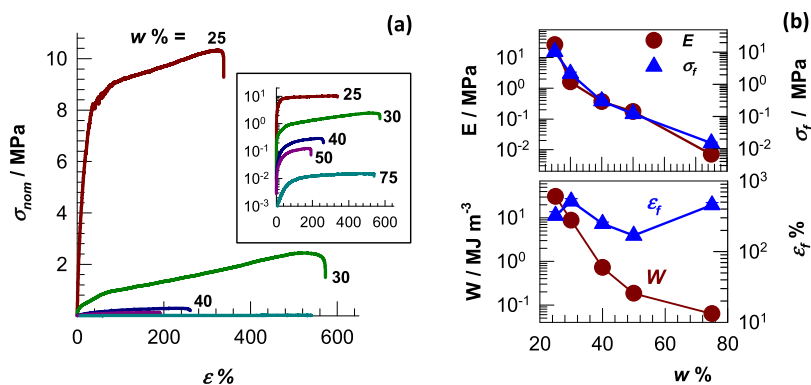 (a)
w % = 25
10
8
6
4
2
0
σnom / MPa
0 200 400 600
ε %
30
40
10^1
10^0
10^-1
10^-2
10^-3
0 200 400 600
25
30
40
50
75
(b)
E
σf
10^1
10^0
10^-1
10^-2
E / MPa
10^1
10^0
10^-1
10^-2
σf / MPa
εf
W
10^1
10^0
10^-1
W / MJ m-3
10^3
10^2
10^1
εf %
20 40 60 80
w %